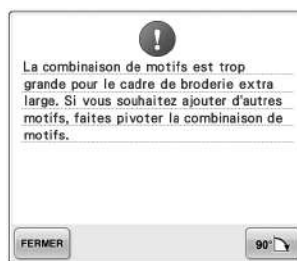 La combinaison de motifs est trop
grande pour le cadre de broderie extra
large. Si vous souhaitez ajouter d'autres
motifs, faites pivoter la combinaison de
motifs.
FERMER
90°